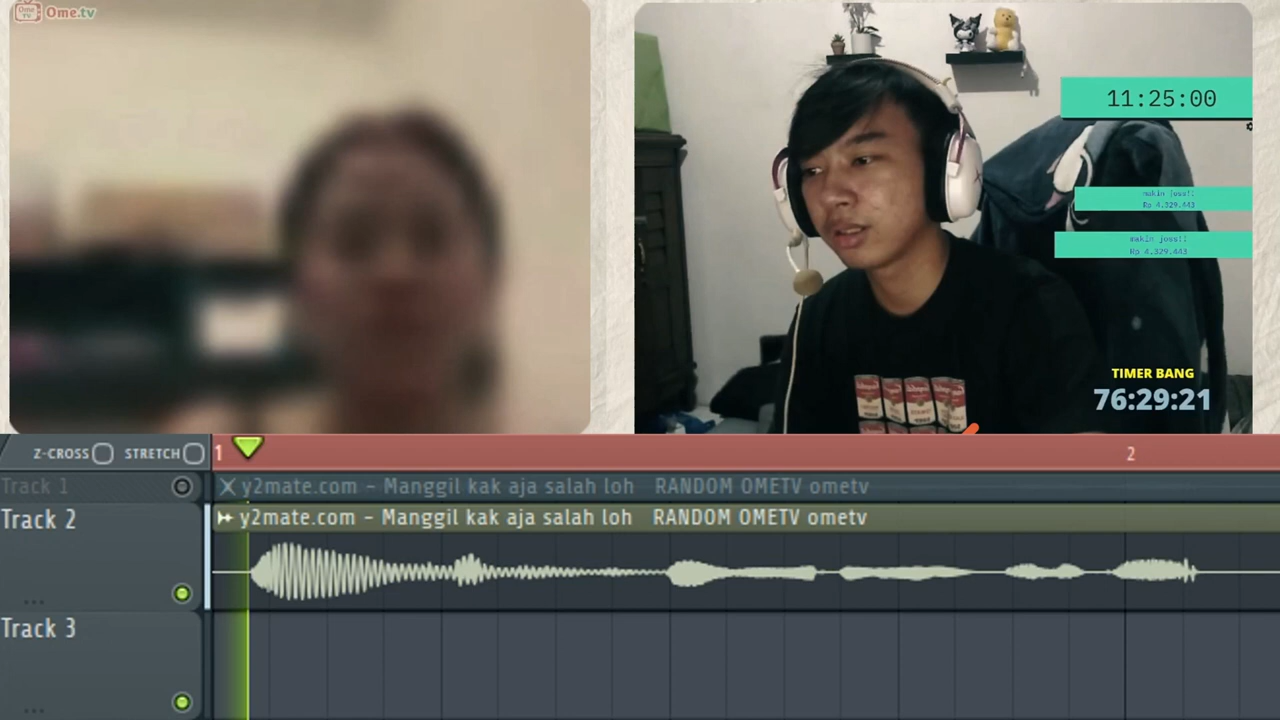 Ome TV Ome.tv
11:25:00
makin joss!!
Rp 4.329.443
makin joss!!
Rp 4.329.443
TIMER BANG
76:29:21
Z-CROSS STRETCH 1 2
Track 1 y2mate.com - Manggil kak aja salah loh RANDOM OMETV ometv
Track 2 y2mate.com - Manggil kak aja salah loh RANDOM OMETV ometv
Track 3